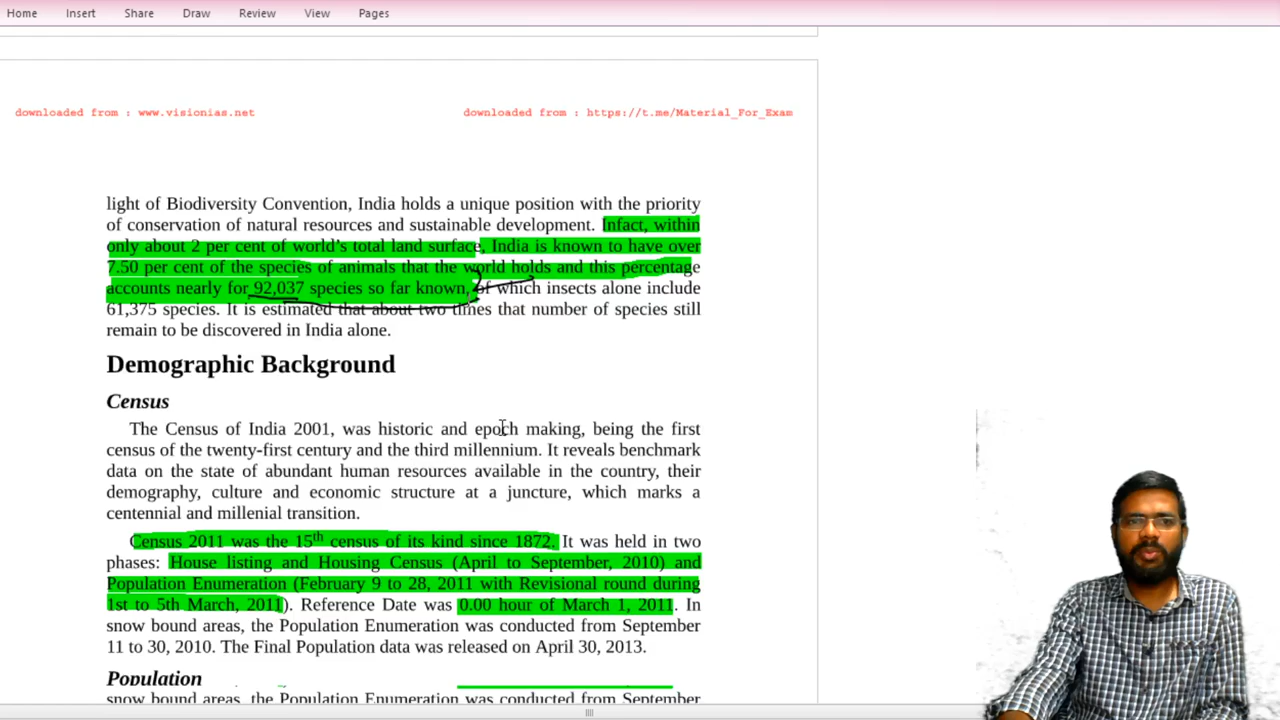 Home Insert Share Draw Review View Pages
downloaded from : www.visionias.net downloaded from : https://t.me/Material_For_Exam
light of Biodiversity Convention, India holds a unique position with the priority
of conservation of natural resources and sustainable development. Infact, within
only about 2 per cent of world’s total land surface, India is known to have over
7.50 per cent of the species of animals that the world holds and this percentage
accounts nearly for 92,037 species so far known, of which insects alone include
61,375 species. It is estimated that about two times that number of species still
remain to be discovered in India alone.
Demographic Background
Census
The Census of India 2001, was historic and epoch making, being the first
census of the twenty-first century and the third millennium. It reveals benchmark
data on the state of abundant human resources available in the country, their
demography, culture and economic structure at a juncture, which marks a
centennial and millenial transition.
Census 2011 was the 15th census of its kind since 1872. It was held in two
phases: House listing and Housing Census (April to September, 2010) and
Population Enumeration (February 9 to 28, 2011 with Revisional round during
1st to 5th March, 2011). Reference Date was 0.00 hour of March 1, 2011. In
snow bound areas, the Population Enumeration was conducted from September
11 to 30, 2010. The Final Population data was released on April 30, 2013.
Population
snow bound areas, the Population Enumeration was conducted from September